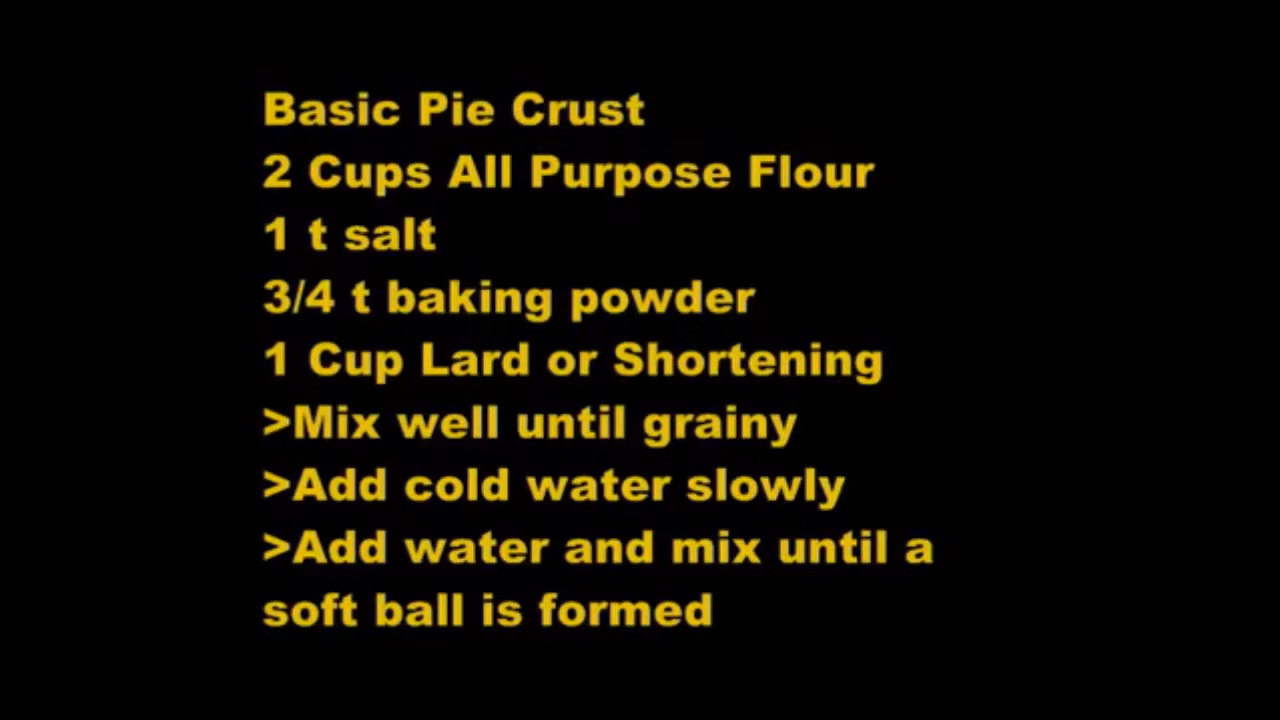 Basic Pie Crust
2 Cups All Purpose Flour
1 t salt
3/4 t baking powder
1 Cup Lard or Shortening
>Mix well until grainy
>Add cold water slowly
>Add water and mix until a
soft ball is formed